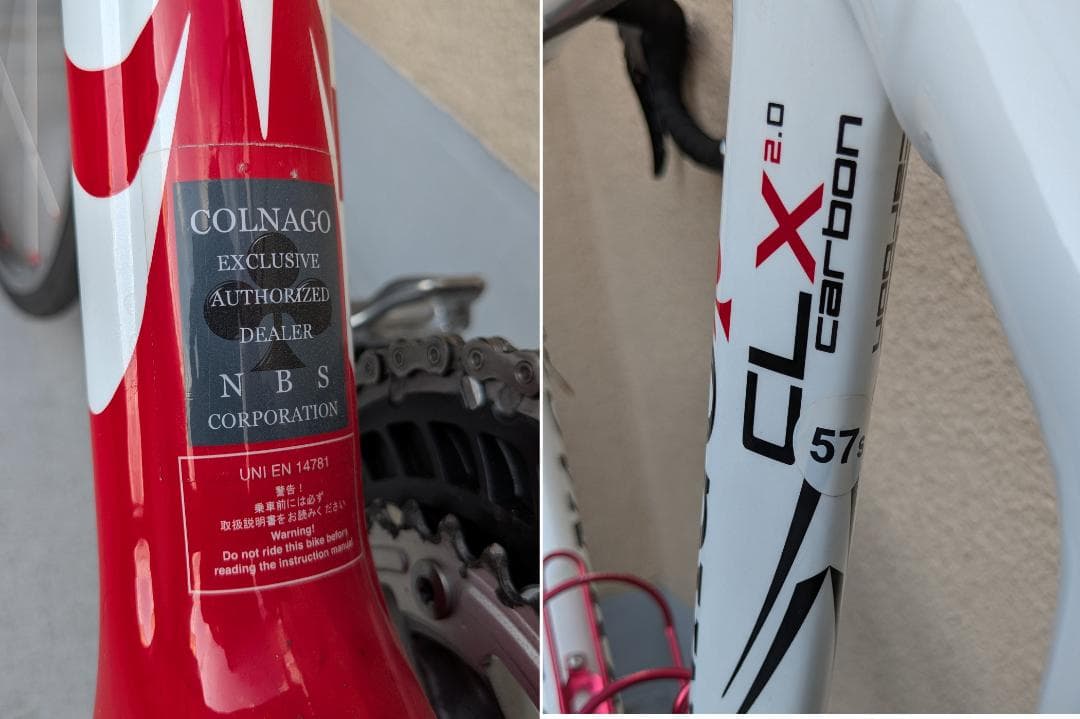 COLNAGO
EXCLUSIVE
AUTHORIZED
DEALER
N B S
CORPORATION
UNI EN 14781
警告！
乗車前には必ず
取扱説明書をお読みください
Warning!
Do not ride this bike before
reading the instruction manual
CLX 2.0
carbon
57s